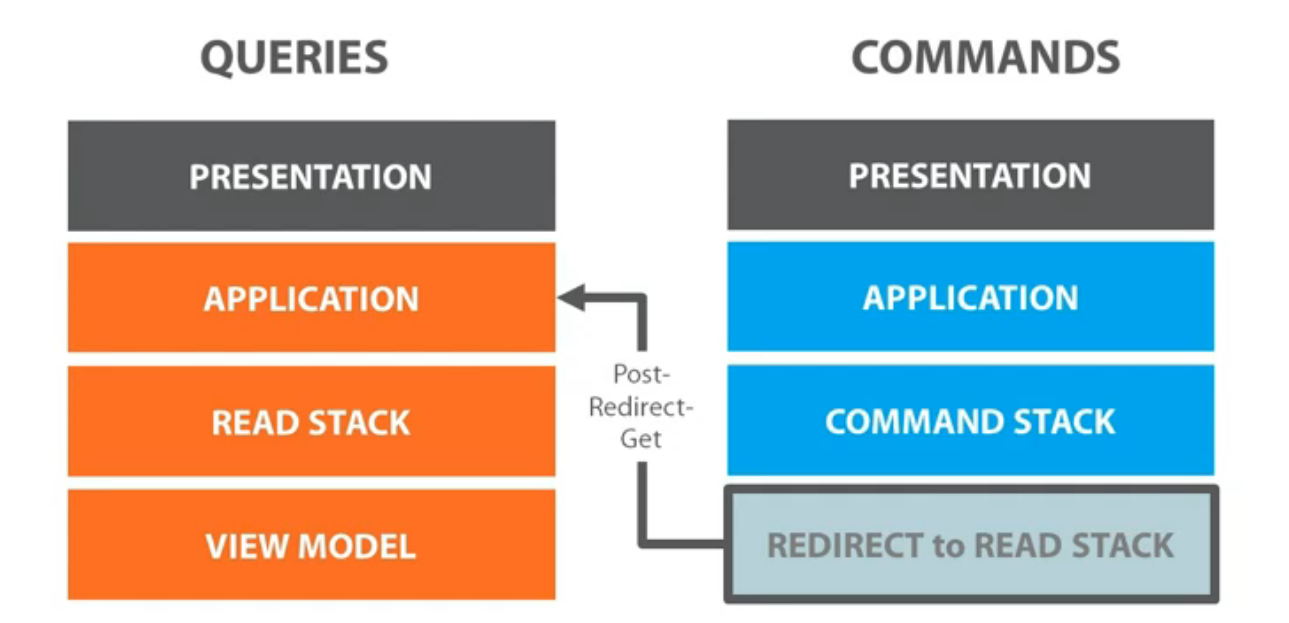 QUERIES
COMMANDS
PRESENTATION
PRESENTATION
APPLICATION
APPLICATION
Post-
Redirect-
Get
READ STACK
COMMAND STACK
VIEW MODEL
REDIRECT to READ STACK